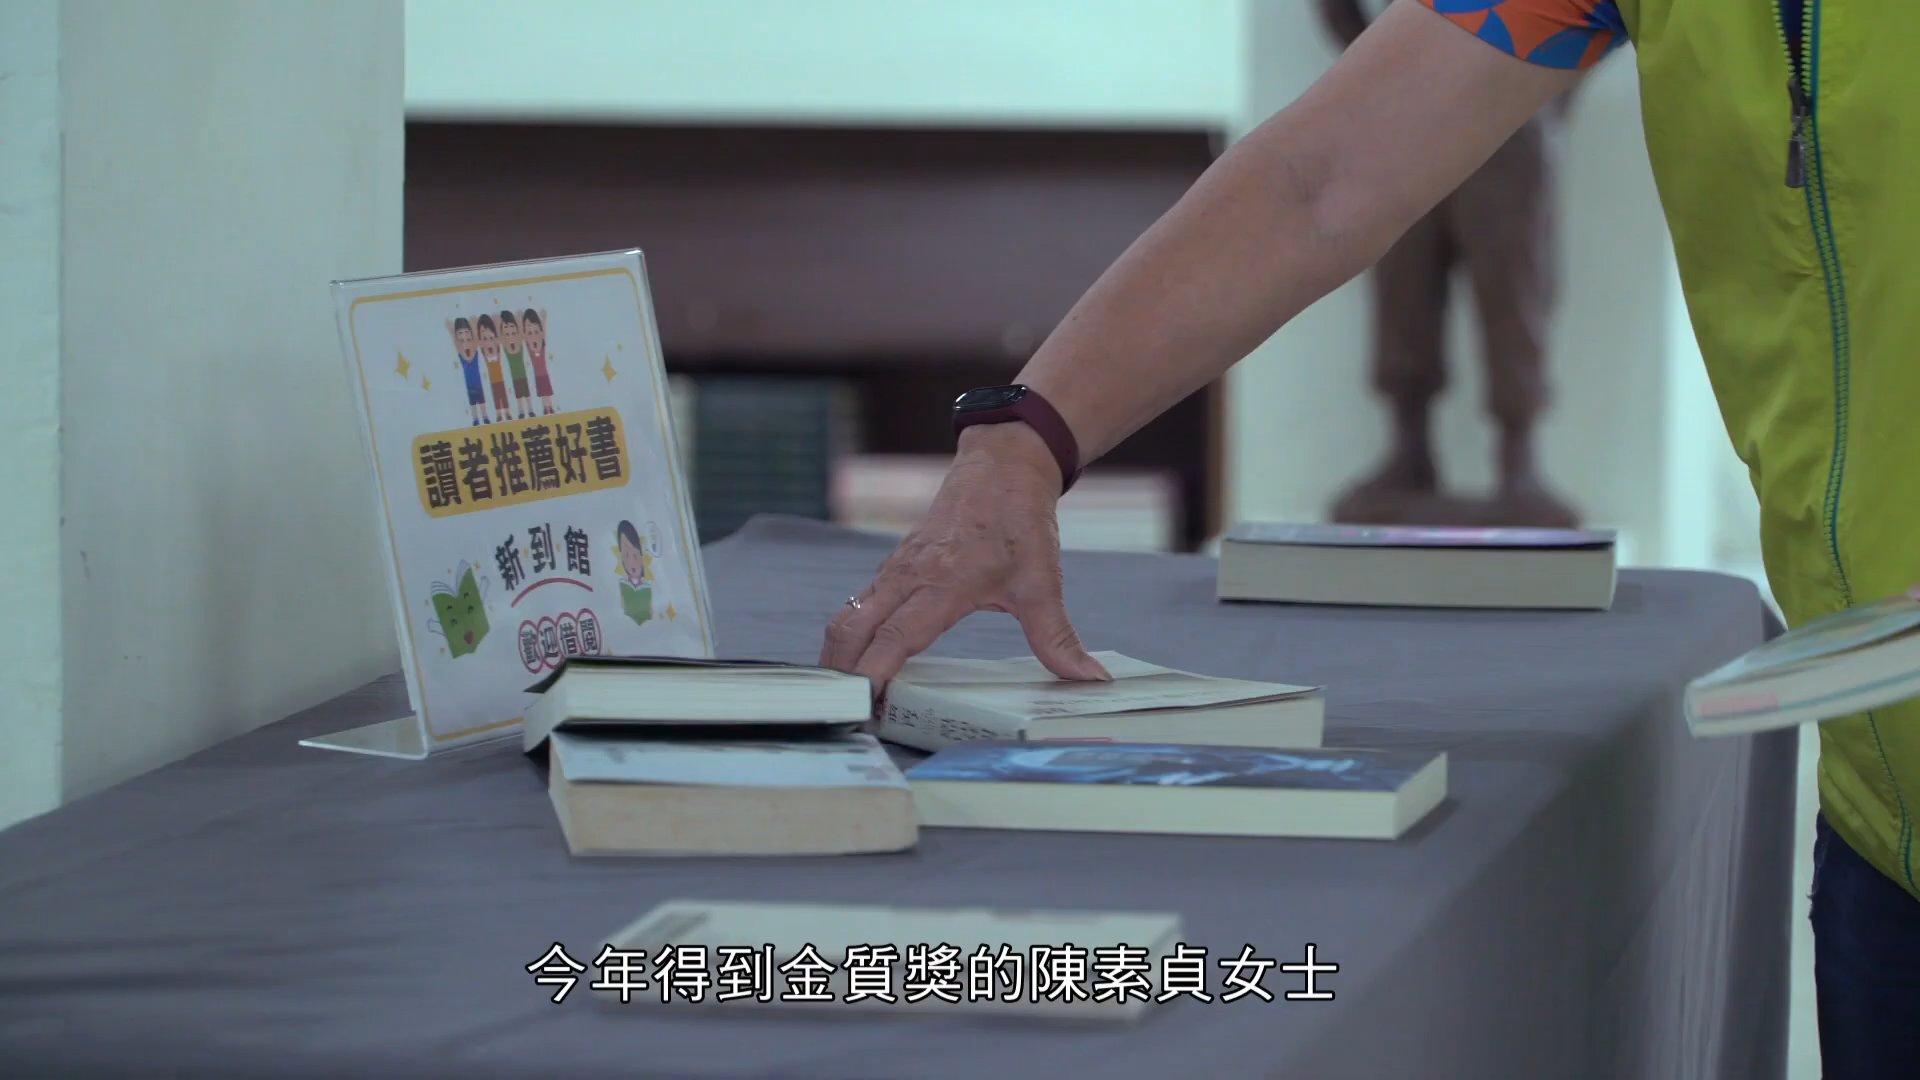 讀者推薦好書
新到館
歡迎借閱
今年得到金質獎的陳素貞女士